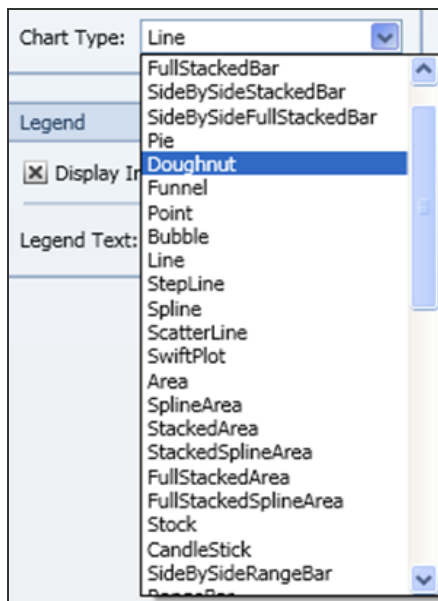 Chart Type: Line
FullStackedBar
SideBySideStackedBar
SideBySideFullStackedBar
Legend
Pie
Doughnut
Display
Funnel
Point
Legend Text: Bubble
Line
StepLine
Spline
ScatterLine
SwiftPlot
Area
SplineArea
StackedArea
StackedSplineArea
FullStackedArea
FullStackedSplineArea
Stock
CandleStick
SideBySideRangeBar